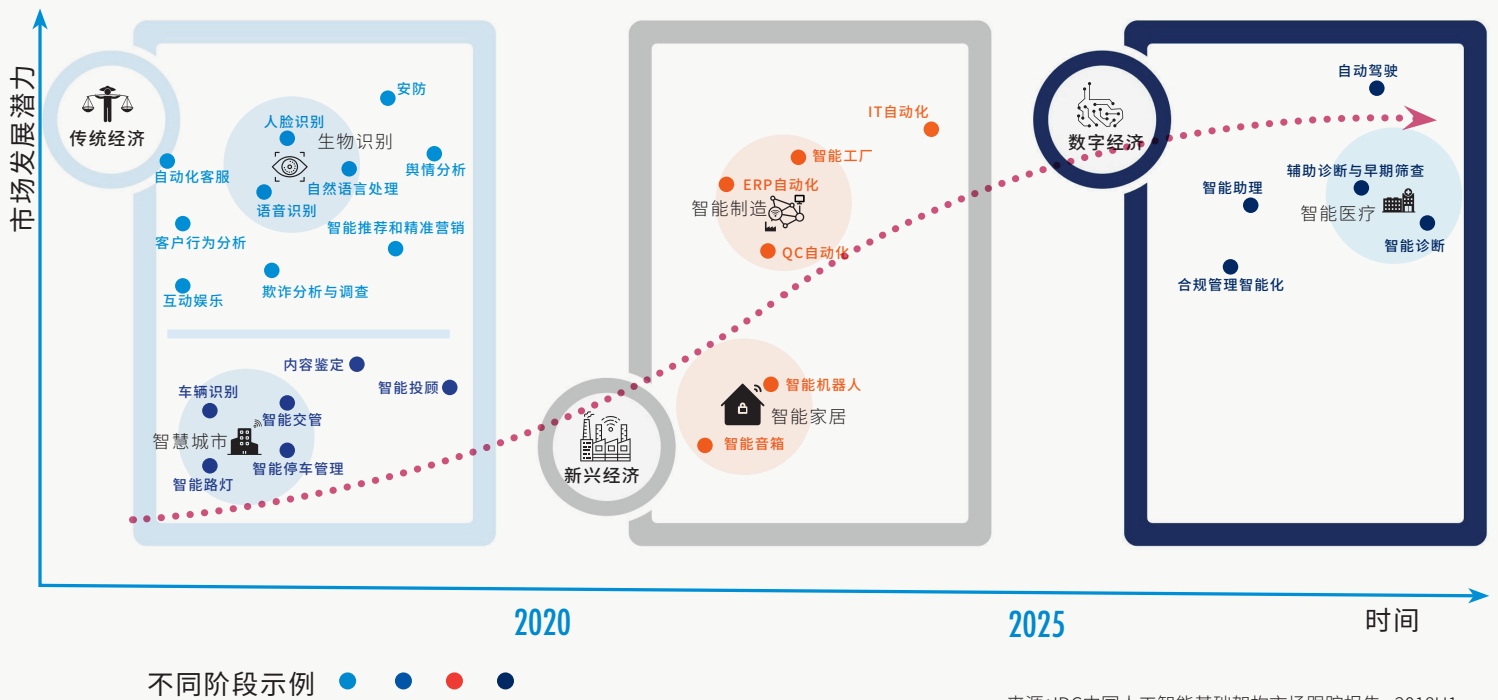 市场发展潜力
传统经济
安防
人脸识别
生物识别
舆情分析
自动化客服
自然语言处理
语音识别
智能推荐和精准营销
客户行为分析
欺诈分析与调查
互动娱乐
内容鉴定
智能投顾
车辆识别
智能交管
智慧城市
智能停车管理
智能路灯
新兴经济
IT自动化
智能工厂
ERP自动化
智能制造
QC自动化
智能机器人
智能家居
智能音箱
数字经济
自动驾驶
辅助诊断与早期筛查
智能助理
智能医疗
智能诊断
合规管理智能化
2020
2025
时间
不同阶段示例